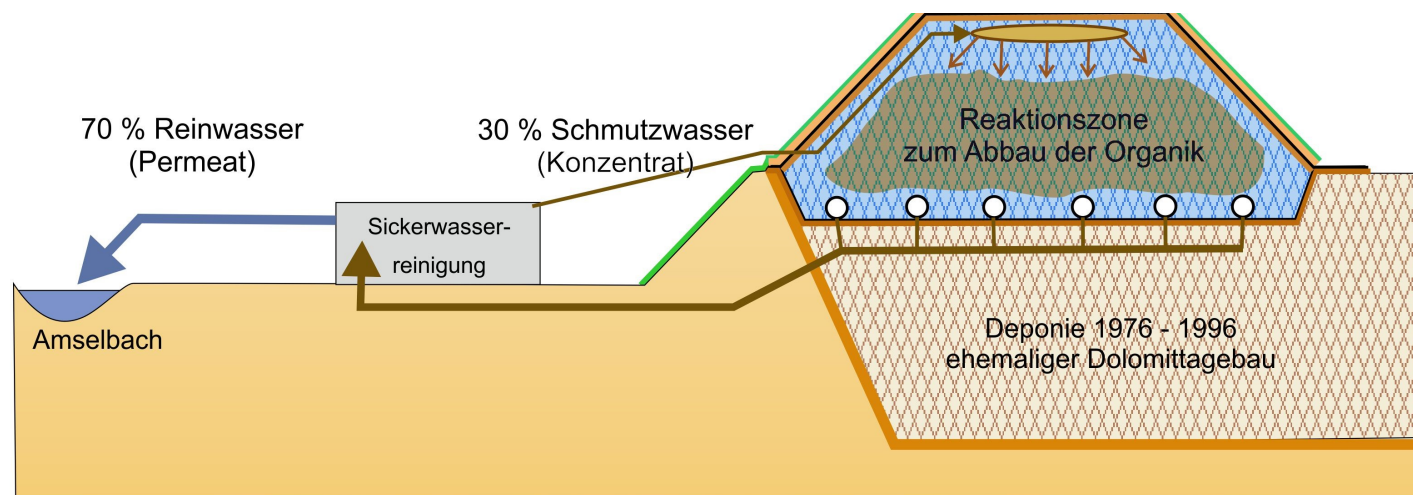 70 % Reinwasser
(Permeat)
30 % Schmutzwasser
(Konzentrat)
Reaktionszone
zum Abbau der Organik
Sickerwasser-
reinigung
Amselbach
Deponie 1976 - 1996
ehemaliger Dolomittagebau